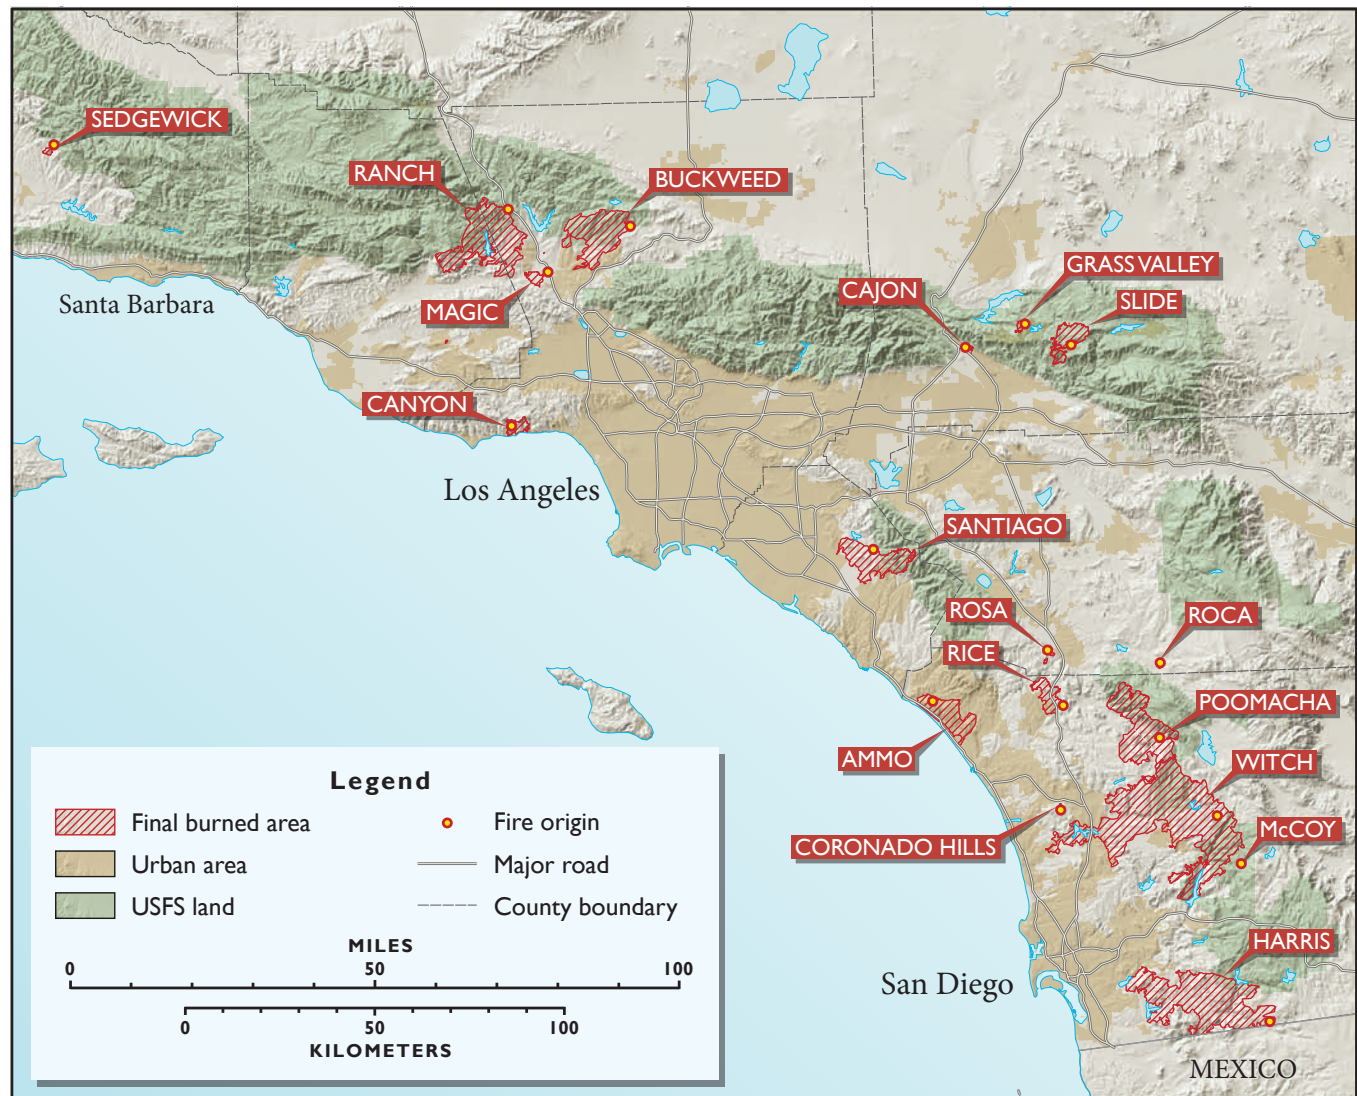 SEDGEWICK
RANCH
BUCKWEED
MAGIC
Santa Barbara
CAJON
GRASS VALLEY
SLIDE
CANYON
Los Angeles
SANTIAGO
ROSA
ROCA
RICE
POOMACHA
AMMO
WITCH
McCOY
CORONADO HILLS
HARRIS
San Diego
MEXICO
Legend
Final burned area
Fire origin
Urban area
Major road
USFS land
County boundary
MILES
0 50 100
0 50 100
KILOMETERS